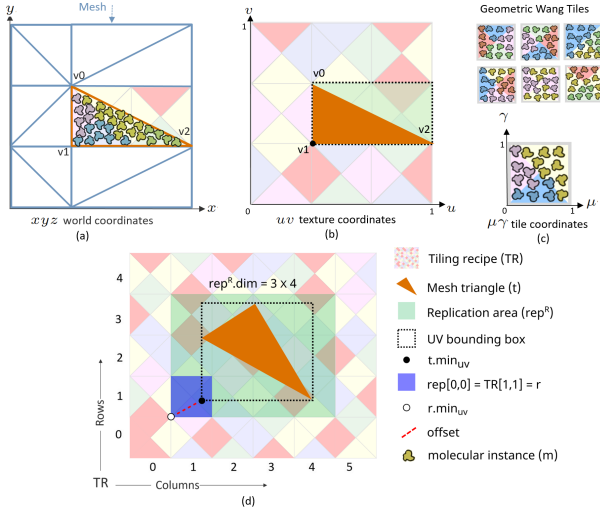 y
Mesh
v0
v2
v1
x
xyz world coordinates
(a)
v
1
v0
v2
v1
0
1
u
uv texture coordinates
(b)
Geometric Wang Tiles
γ
1
0
1
μ
μγ tile coordinates
(c)
rep^R.dim = 3 x 4
4
3
2
1
0
Rows
0
1
2
3
4
5
TR
Columns
(d)
Tiling recipe (TR)
Mesh triangle (t)
Replication area (rep^R)
UV bounding box
t.min_uv
rep[0,0] = TR[1,1] = r
r.min_uv
offset
molecular instance (m)